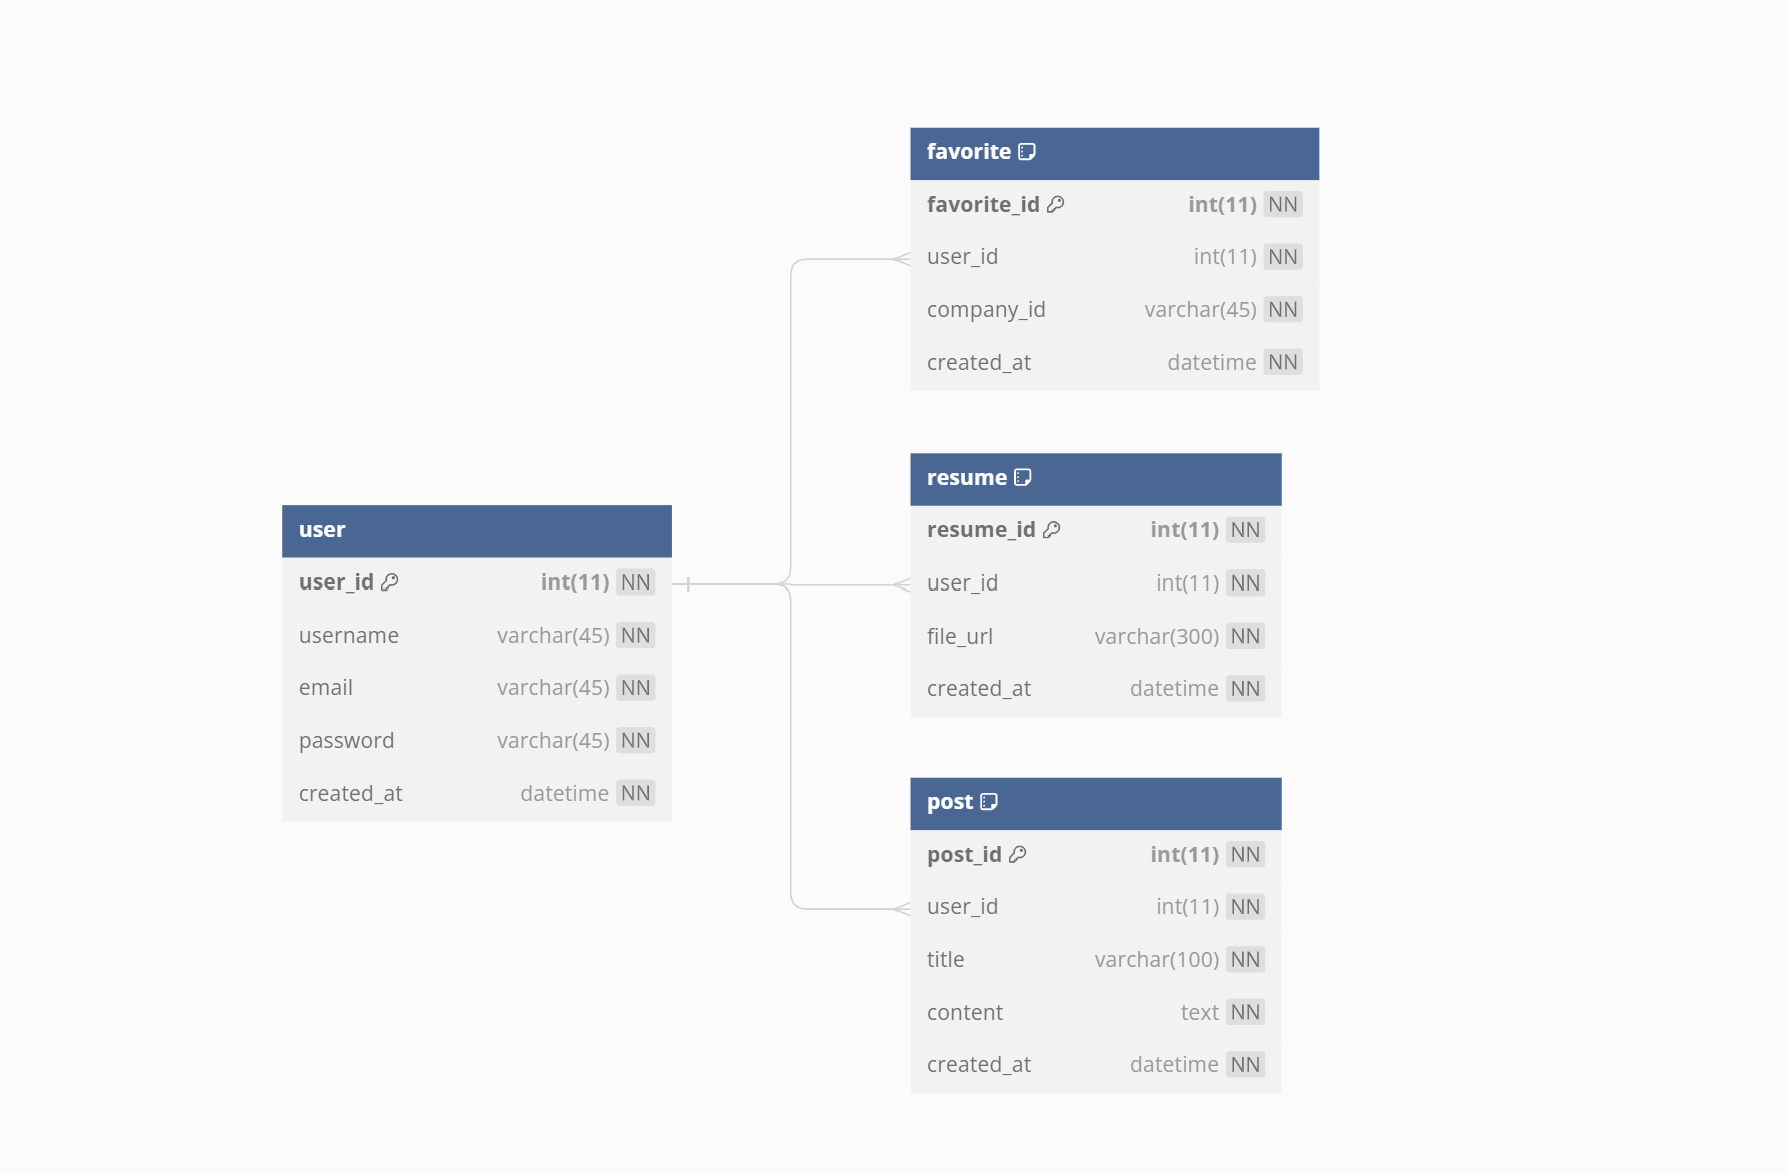 favorite
favorite_id int(11) NN
user_id int(11) NN
company_id varchar(45) NN
created_at datetime NN
resume
resume_id int(11) NN
user_id int(11) NN
file_url varchar(300) NN
created_at datetime NN
user
user_id int(11) NN
username varchar(45) NN
email varchar(45) NN
password varchar(45) NN
created_at datetime NN
post
post_id int(11) NN
user_id int(11) NN
title varchar(100) NN
content text NN
created_at datetime NN